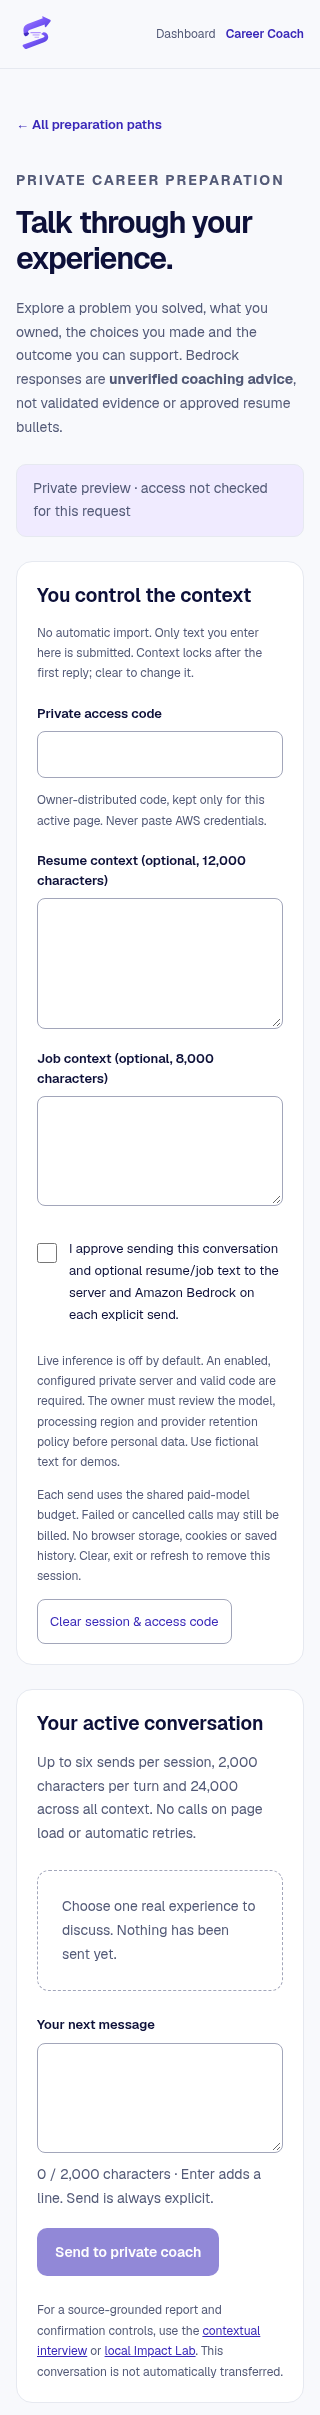 Dashboard Career Coach
← All preparation paths
PRIVATE CAREER PREPARATION
Talk through your
experience.
Explore a problem you solved, what you
owned, the choices you made and the
outcome you can support. Bedrock
responses are unverified coaching advice,
not validated evidence or approved resume
bullets.
Private preview · access not checked
for this request
You control the context
No automatic import. Only text you enter
here is submitted. Context locks after the
first reply; clear to change it.
Private access code
Owner-distributed code, kept only for this
active page. Never paste AWS credentials.
Resume context (optional, 12,000
characters)
Job context (optional, 8,000
characters)
I approve sending this conversation
and optional resume/job text to the
server and Amazon Bedrock on
each explicit send.
Live inference is off by default. An enabled,
configured private server and valid code are
required. The owner must review the model,
processing region and provider retention
policy before personal data. Use fictional
text for demos.
Each send uses the shared paid-model
budget. Failed or cancelled calls may still be
billed. No browser storage, cookies or saved
history. Clear, exit or refresh to remove this
session.
Clear session & access code
Your active conversation
Up to six sends per session, 2,000
characters per turn and 24,000
across all context. No calls on page
load or automatic retries.
Choose one real experience to
discuss. Nothing has been
sent yet.
Your next message
0 / 2,000 characters · Enter adds a
line. Send is always explicit.
Send to private coach
For a source-grounded report and
confirmation controls, use the contextual
interview or local Impact Lab. This
conversation is not automatically transferred.